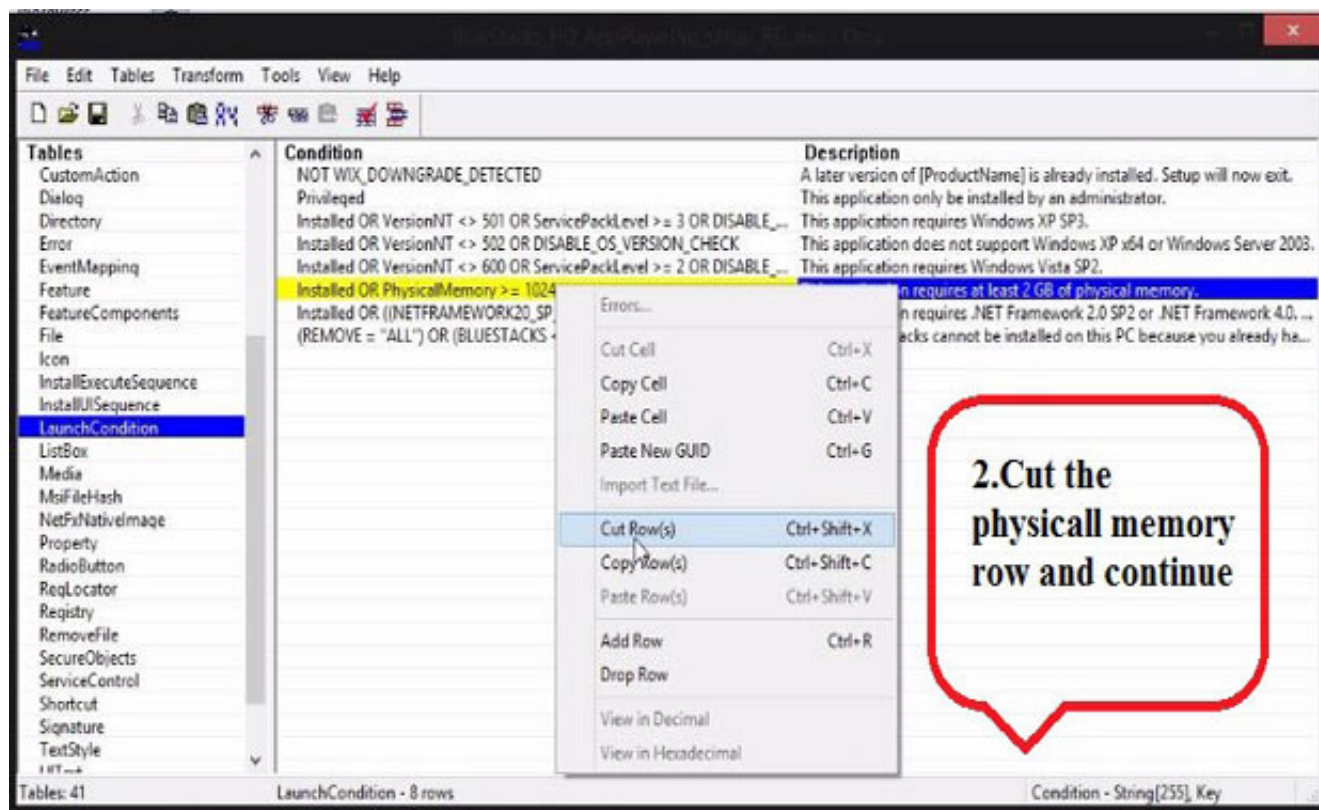 File Edit Tables Transform Tools View Help
Tables
CustomAction
Dialog
Directory
Error
EventMapping
Feature
FeatureComponents
File
Icon
InstallExecuteSequence
InstallUISequence
LaunchCondition
ListBox
Media
MsiFileHash
NetFxNativeImage
Property
RadioButton
RegLocator
Registry
RemoveFile
SecureObjects
ServiceControl
Shortcut
Signature
TextStyle
Condition Description
NOT WIX_DOWNGRADE_DETECTED A later version of [ProductName] is already installed. Setup will now exit.
Privileged This application only be installed by an administrator.
Installed OR VersionNT <> 501 OR ServicePackLevel >= 3 OR DISABLE_... This application requires Windows XP SP3.
Installed OR VersionNT <> 502 OR DISABLE_OS_VERSION_CHECK This application does not support Windows XP x64 or Windows Server 2003.
Installed OR VersionNT <> 600 OR ServicePackLevel >= 2 OR DISABLE_... This application requires Windows Vista SP2.
Installed OR PhysicalMemory >= 1024 requires at least 2 GB of physical memory.
Installed OR ((NETFRAMEWORK20_SP requires .NET Framework 2.0 SP2 or .NET Framework 4.0. ...
(REMOVE = "ALL") OR (BLUESTACKS cannot be installed on this PC because you already ha...
Errors...
Cut Cell Ctrl+X
Copy Cell Ctrl+C
Paste Cell Ctrl+V
Paste New GUID Ctrl+G
Import Text File...
Cut Row(s) Ctrl+Shift+X
Copy Row(s) Ctrl+Shift+C
Paste Row(s) Ctrl+Shift+V
Add Row Ctrl+R
Drop Row
View in Decimal
View in Hexadecimal
2.Cut the
physicall memory
row and continue
Tables: 41 LaunchCondition - 8 rows Condition - String[255], Key